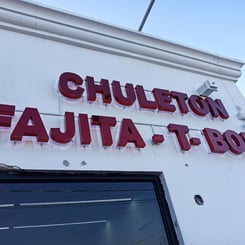 CHULETON
FAJITA - T - BO